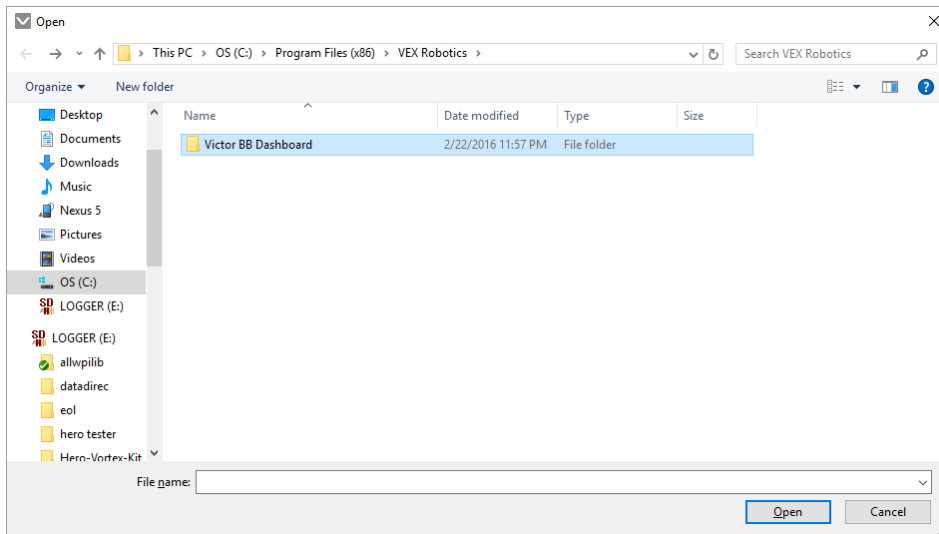 Open
This PC > OS (C:) > Program Files (x86) > VEX Robotics >
Search VEX Robotics
Organize
New folder
Name
Date modified
Type
Size
Victor BB Dashboard
2/22/2016 11:57 PM
File folder
Desktop
Documents
Downloads
Music
Nexus 5
Pictures
Videos
OS (C:)
LOGGER (E:)
LOGGER (E:)
allwpilib
datadirec
eol
hero tester
Hero-Vortex-Kit
File name:
Open
Cancel